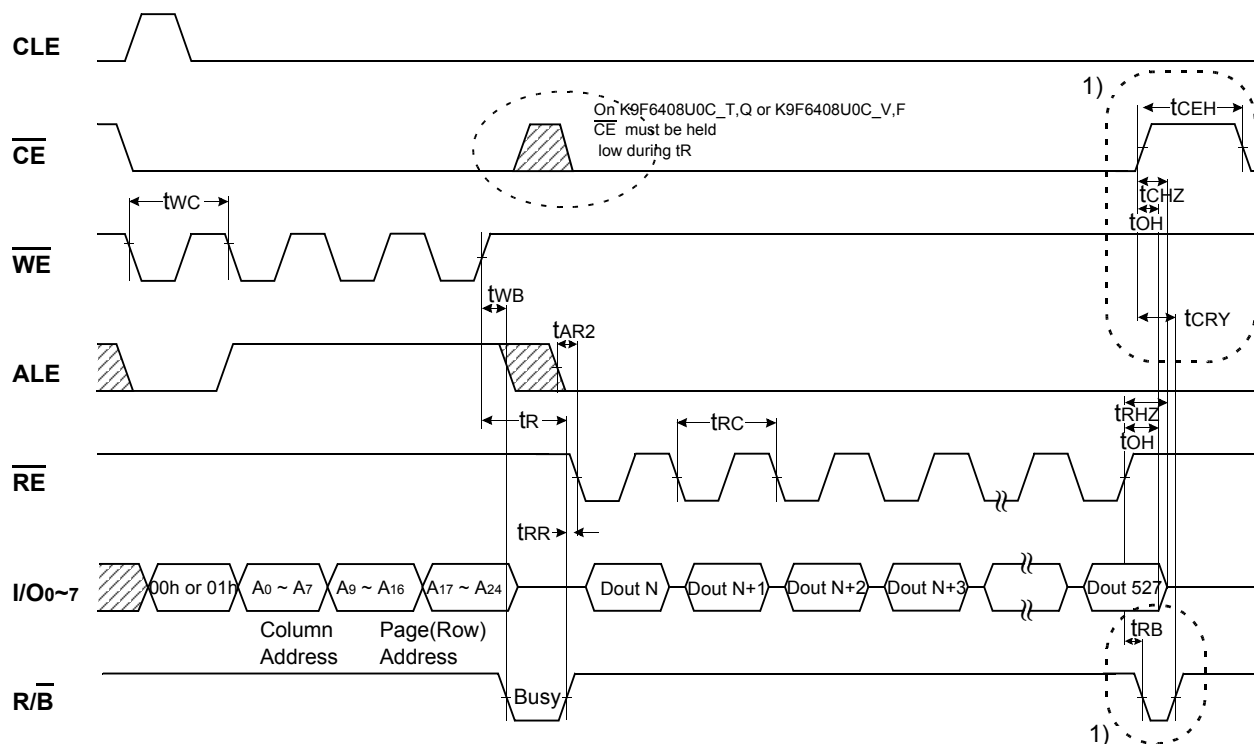 CLE
1)
tCEH
On K9F6408U0C_T,Q or K9F6408U0C_V,F
CE must be held
low during tR
CE
tCHZ
tOH
tWC
WE
tWB
tCRY
tAR2
ALE
tRHZ
tR
tRC
tOH
RE
tRR
I/O0~7
00h or 01h
A0 ~ A7
A9 ~ A16
A17 ~ A24
Dout N
Dout N+1
Dout N+2
Dout N+3
Dout 527
Column
Address
Page(Row)
Address
tRB
R/B
Busy
1)